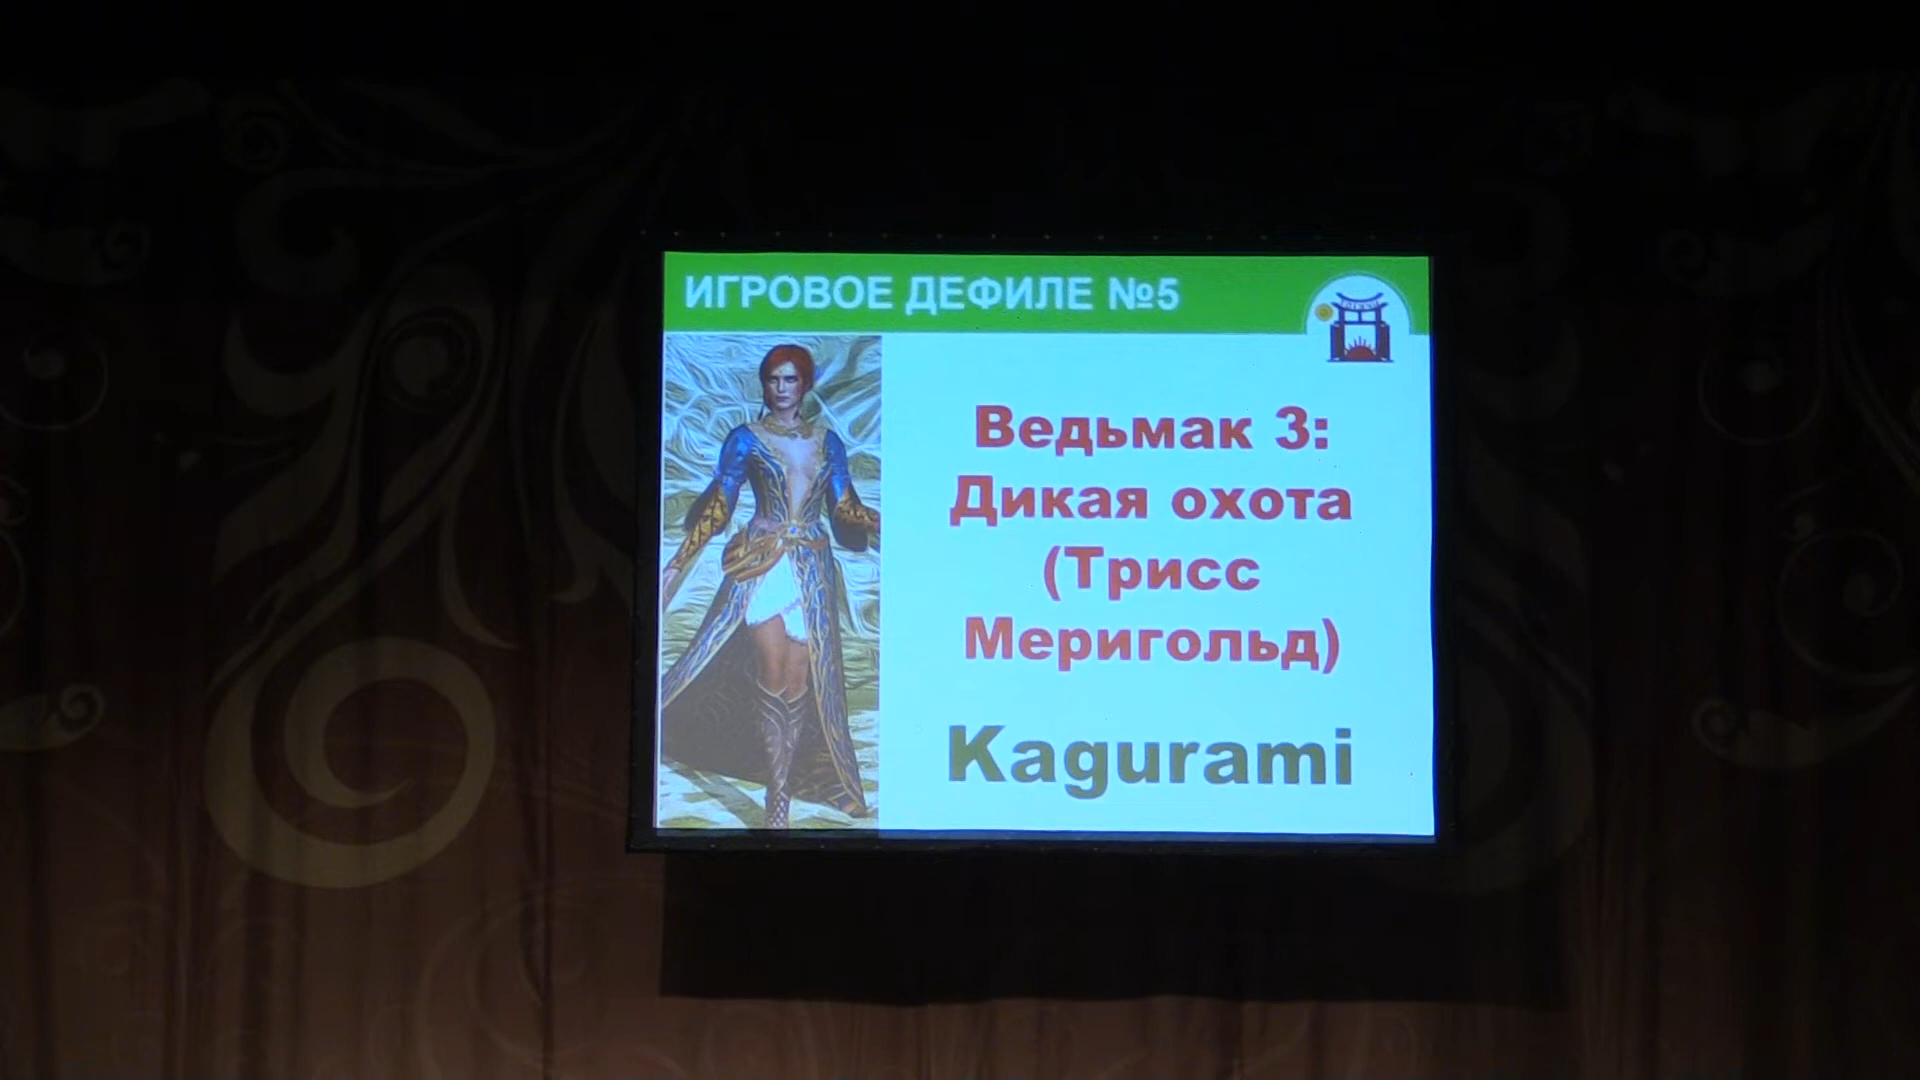 ИГРОВОЕ ДЕФИЛЕ №5
Ведьмак 3:
Дикая охота
(Трисс
Меригольд)
Kagurami